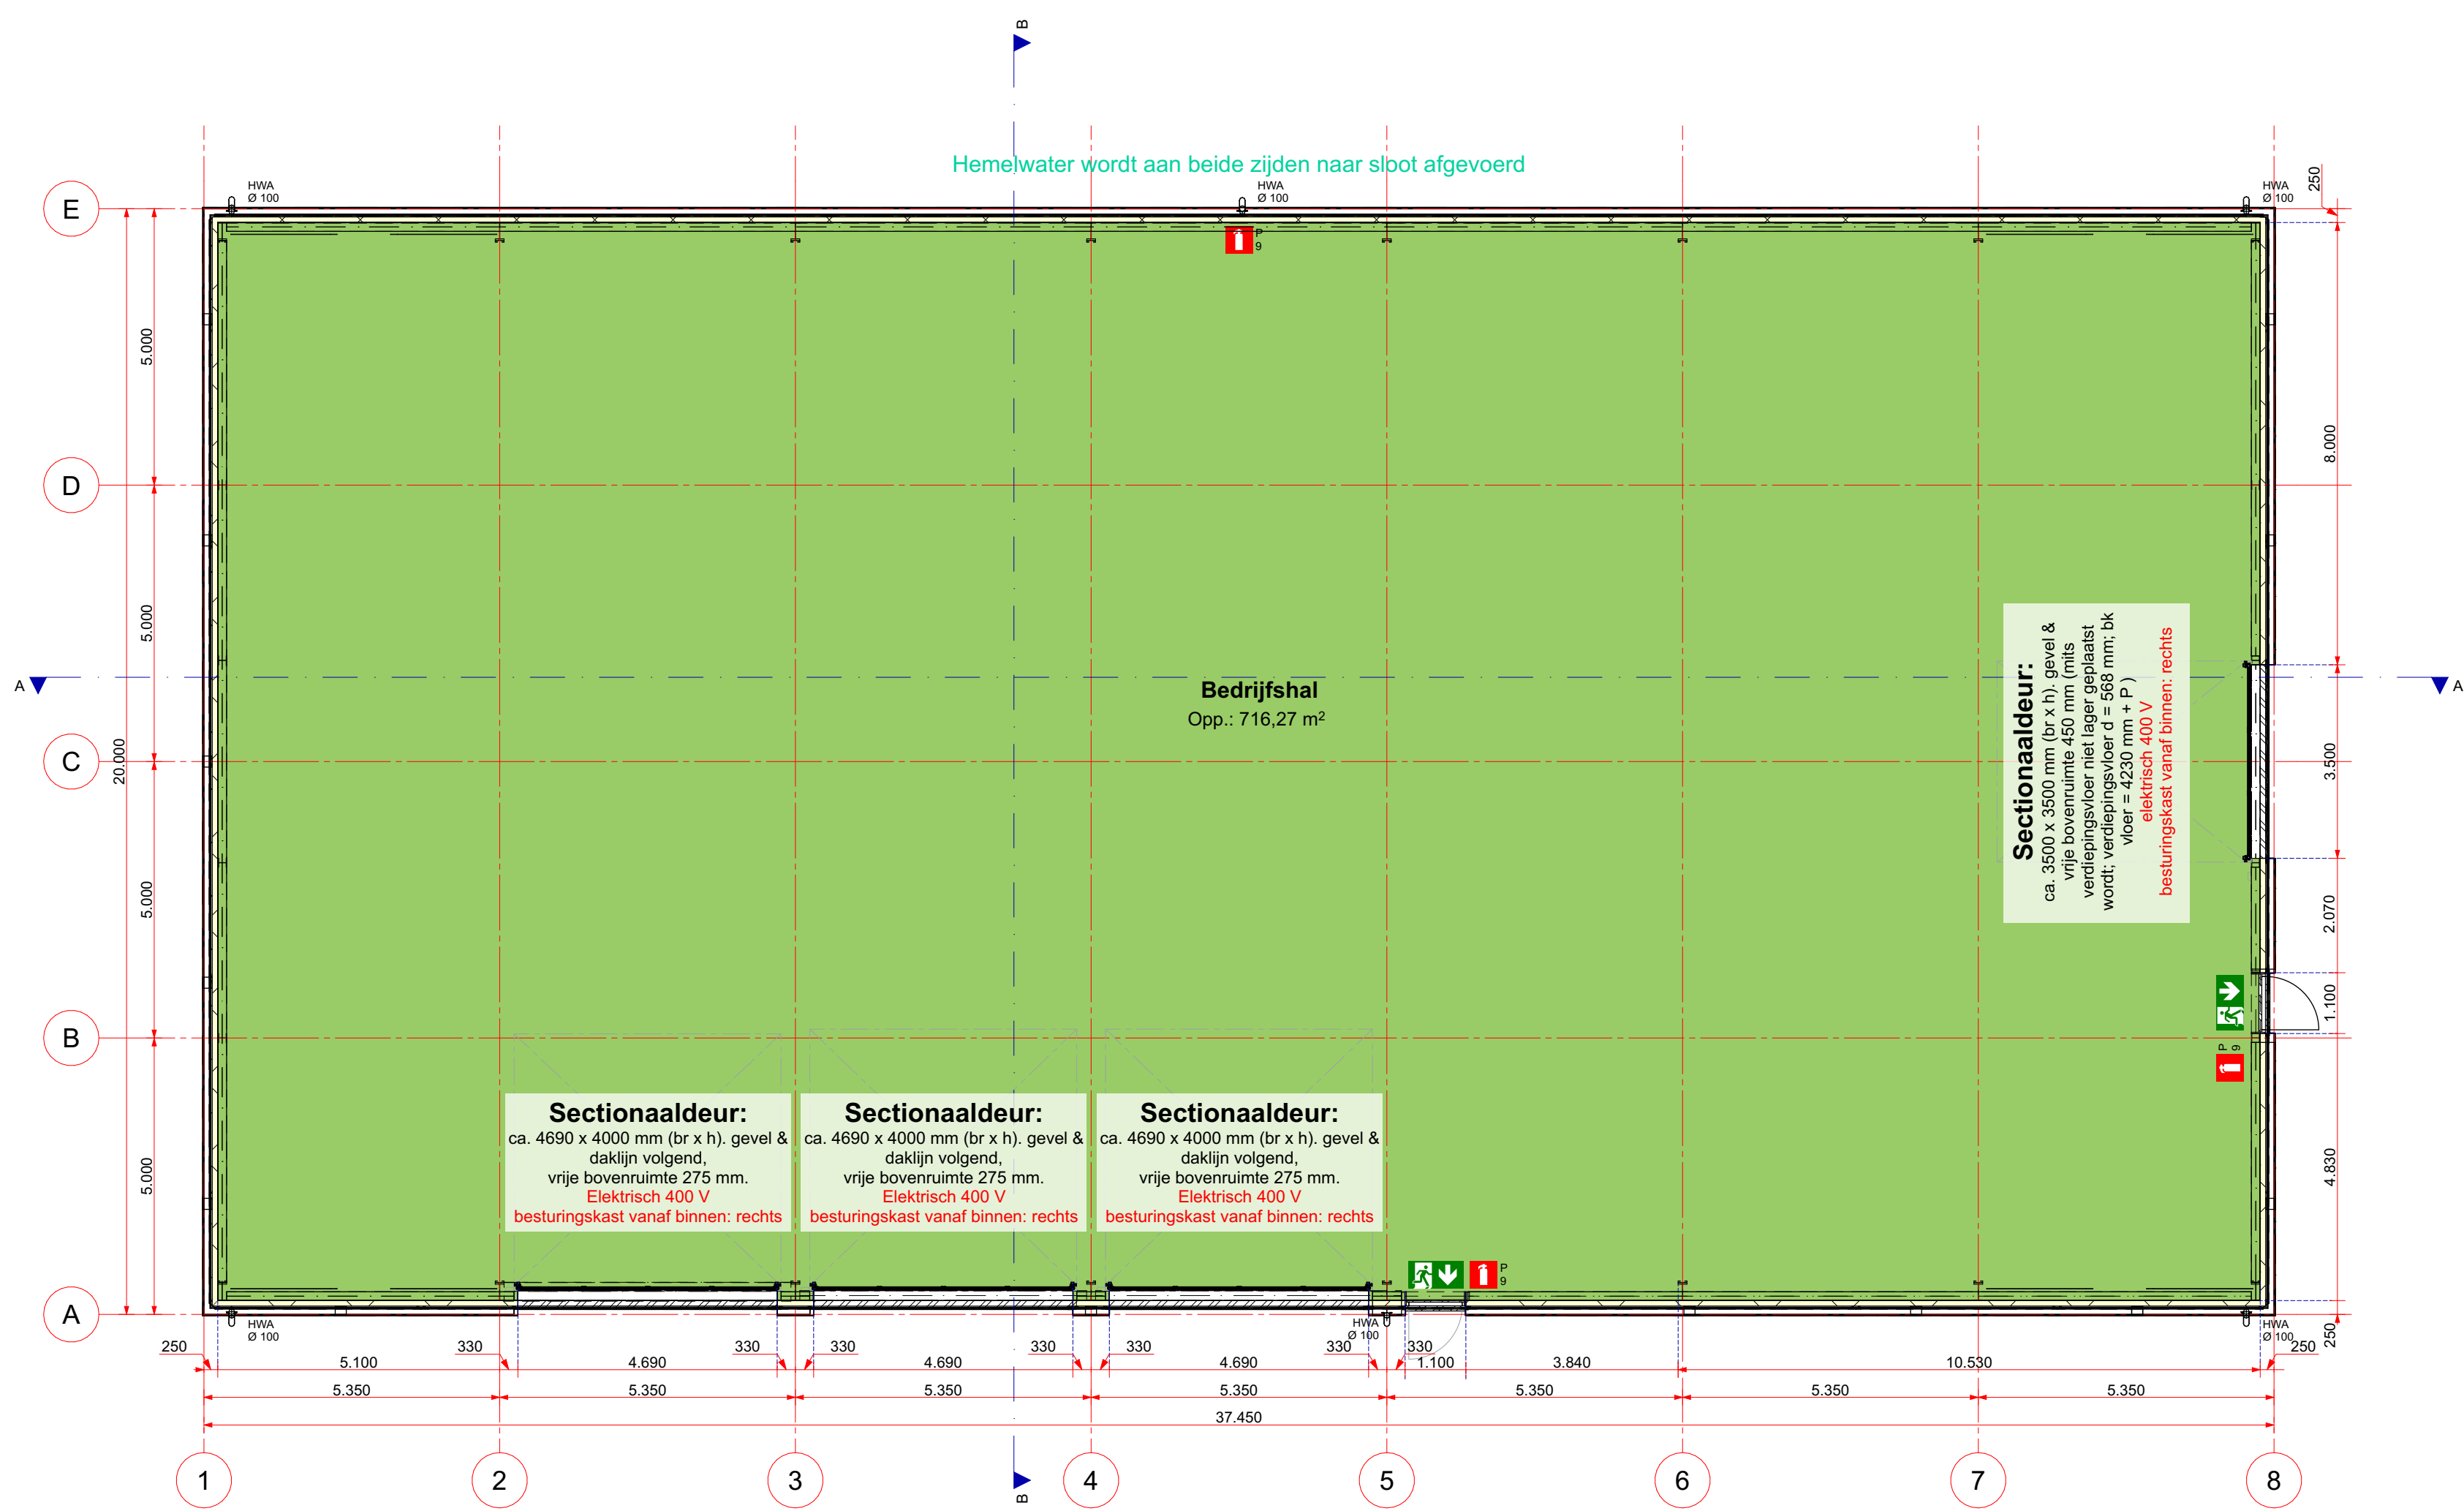 B
Hemelwater wordt aan beide zijden naar sloot afgevoerd
HWA
Ø 100
HWA
Ø 100
HWA
Ø 100
250
E
P
9
5.000
8.000
D
5.000
A
A
Bedrijfshal
Opp.: 716,27 m²
Sectionaaldeur:
ca. 3500 x 3500 mm (br x h). gevel &
vrije bovenruimte 450 mm (mits
verdiepingsvloer niet lager geplaatst
wordt; verdiepingsvloer d = 568 mm; bk
vloer = 4230 mm + P )
elektrisch 400 V
besturingskast vanaf binnen: rechts
20.000
C
3.500
5.000
2.070
1.100
B
P
9
Sectionaaldeur:
ca. 4690 x 4000 mm (br x h). gevel &
daklijn volgend,
vrije bovenruimte 275 mm.
Elektrisch 400 V
besturingskast vanaf binnen: rechts
Sectionaaldeur:
ca. 4690 x 4000 mm (br x h). gevel &
daklijn volgend,
vrije bovenruimte 275 mm.
Elektrisch 400 V
besturingskast vanaf binnen: rechts
Sectionaaldeur:
ca. 4690 x 4000 mm (br x h). gevel &
daklijn volgend,
vrije bovenruimte 275 mm.
Elektrisch 400 V
besturingskast vanaf binnen: rechts
5.000
4.830
P
9
A
HWA
Ø 100
HWA
Ø 100
HWA
Ø 100
250
250 330 330 330 330 330 330 330 250
5.100 4.690 4.690 4.690 1.100 3.840 10.530
5.350 5.350 5.350 5.350 5.350 5.350 5.350
37.450
1 2 3 4 5 6 7 8
B